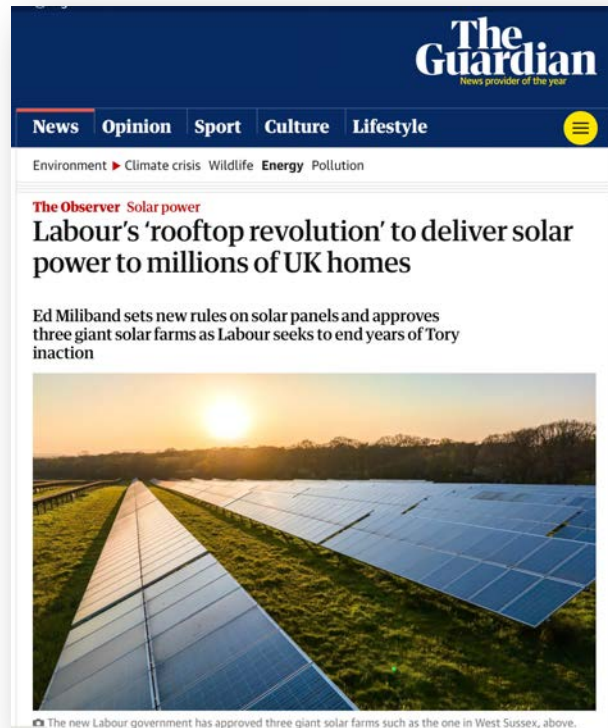 The
Guardian
News provider of the year
News Opinion Sport Culture Lifestyle
Environment ▶ Climate crisis Wildlife Energy Pollution
The Observer Solar power
Labour's 'rooftop revolution' to deliver solar
power to millions of UK homes
Ed Miliband sets new rules on solar panels and approves
three giant solar farms as Labour seeks to end years of Tory
inaction
The new Labour government has approved three giant solar farms such as the one in West Sussex, above.